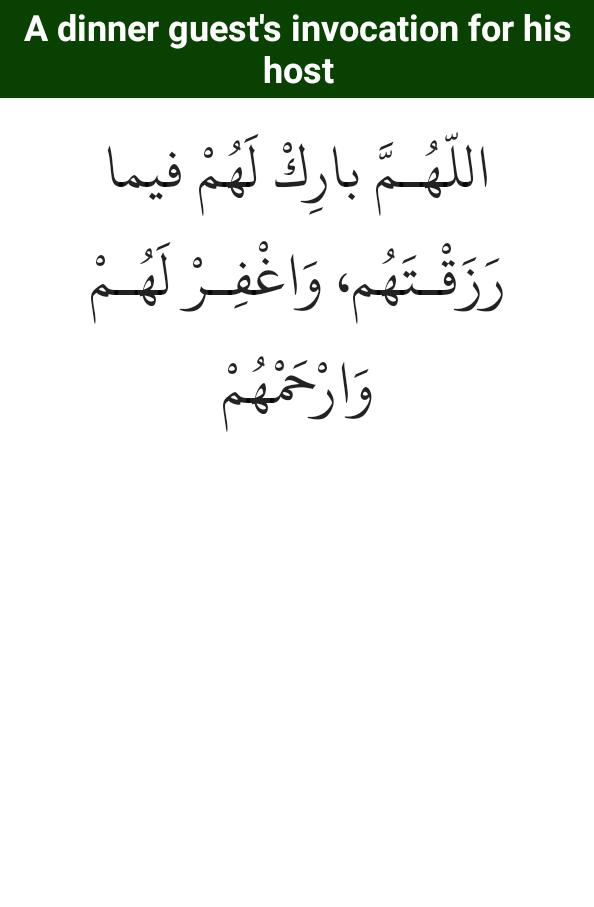 A dinner guest's invocation for his
host
اللّهُـمَّ بارِكْ لَهُمْ فيما
رَزَقْـتَهُم، وَاغْفِـرْ لَهُـمْ
وَارْحَمْهُمْ